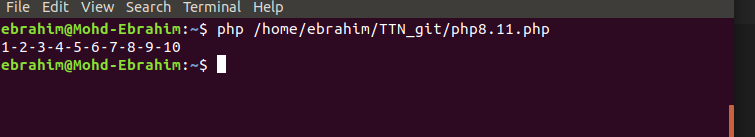 File Edit View Search Terminal Help
ebrahim@Mohd-Ebrahim:~$ php /home/ebrahim/TTN_git/php8.11.php
1-2-3-4-5-6-7-8-9-10
ebrahim@Mohd-Ebrahim:~$